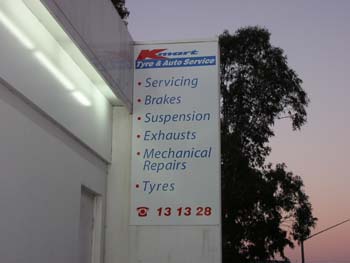 Kmart
Tyre & Auto Service
• Servicing
• Brakes
• Suspension
• Exhausts
• Mechanical
Repairs
• Tyres
☎ 13 13 28